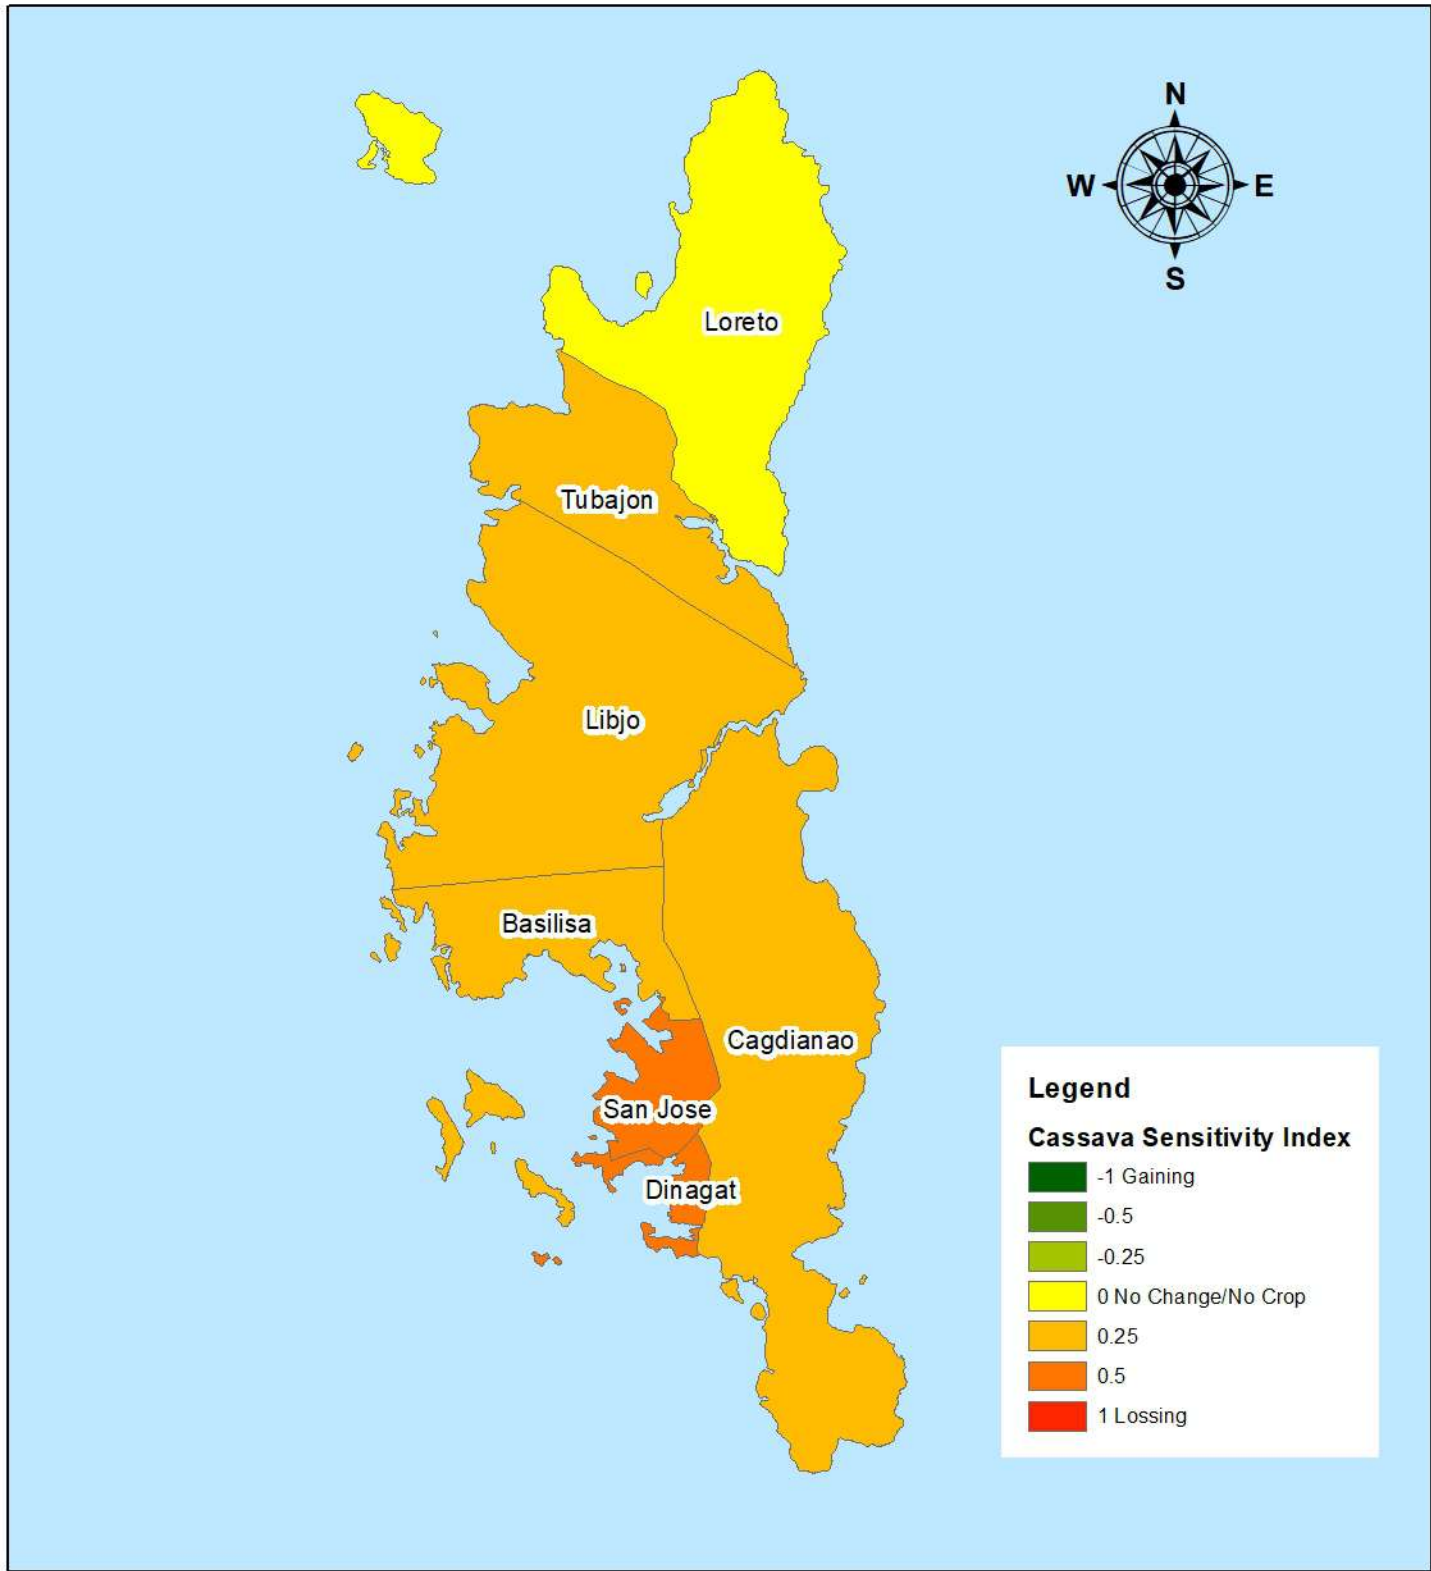 N
W E
S
Loreto
Tubajon
Libjo
Basilisa
Cagdianao
San Jose
Dinagat
Legend
Cassava Sensitivity Index
-1 Gaining
-0.5
-0.25
0 No Change/No Crop
0.25
0.5
1 Lossing